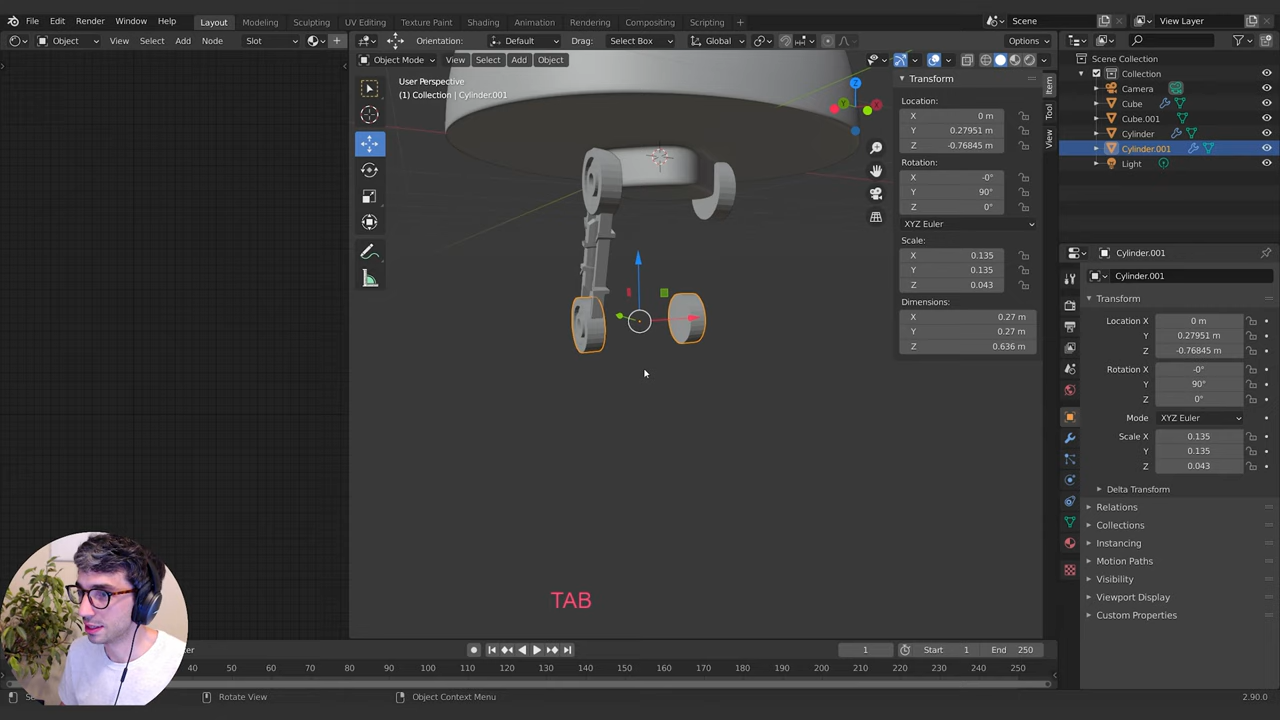 File Edit Render Window Help Layout Modeling Sculpting UV Editing Texture Paint Shading Animation Rendering Compositing Scripting + Scene View Layer
Object View Select Add Node Slot Orientation: Default Drag: Select Box Global Options
Object Mode View Select Add Object
User Perspective
(1) Collection | Cylinder.001
Transform
Location:
X 0 m
Y 0.27951 m
Z -0.76845 m
Rotation:
X -0°
Y 90°
Z 0°
XYZ Euler
Scale:
X 0.135
Y 0.135
Z 0.043
Dimensions:
X 0.27 m
Y 0.27 m
Z 0.636 m
Item
Tool
View
Z
Y
X
Scene Collection
Collection
Camera
Cube
Cube.001
Cylinder
Cylinder.001
Light
Cylinder.001
Cylinder.001
Transform
Location X 0 m
Y 0.27951 m
Z -0.76845 m
Rotation X -0°
Y 90°
Z 0°
Mode XYZ Euler
Scale X 0.135
Y 0.135
Z 0.043
Delta Transform
Relations
Collections
Instancing
Motion Paths
Visibility
Viewport Display
Custom Properties
TAB
1 Start 1 End 250
40 50 60 70 80 90 100 110 120 130 140 150 160 170 180 190 200 210 220 230 240 250
Rotate View Object Context Menu 2.90.0